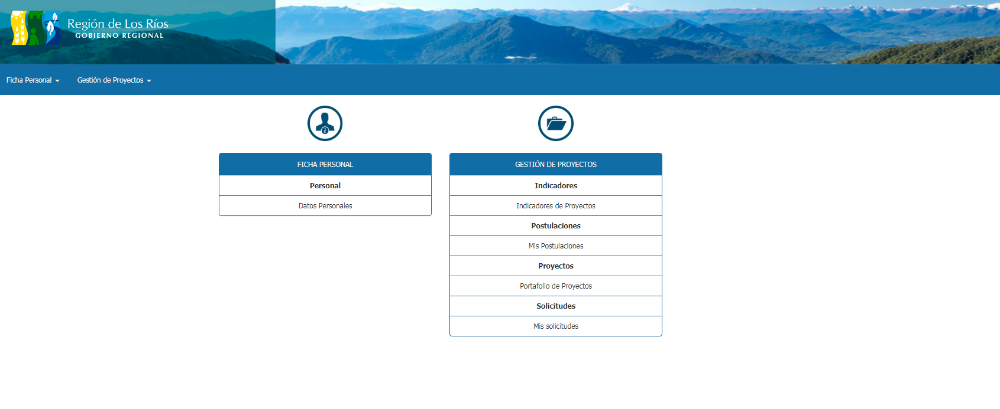 Región de Los Ríos
GOBIERNO REGIONAL
Ficha Personal
Gestión de Proyectos
FICHA PERSONAL
Personal
Datos Personales
GESTIÓN DE PROYECTOS
Indicadores
Indicadores de Proyectos
Postulaciones
Mis Postulaciones
Proyectos
Portafolio de Proyectos
Solicitudes
Mis solicitudes